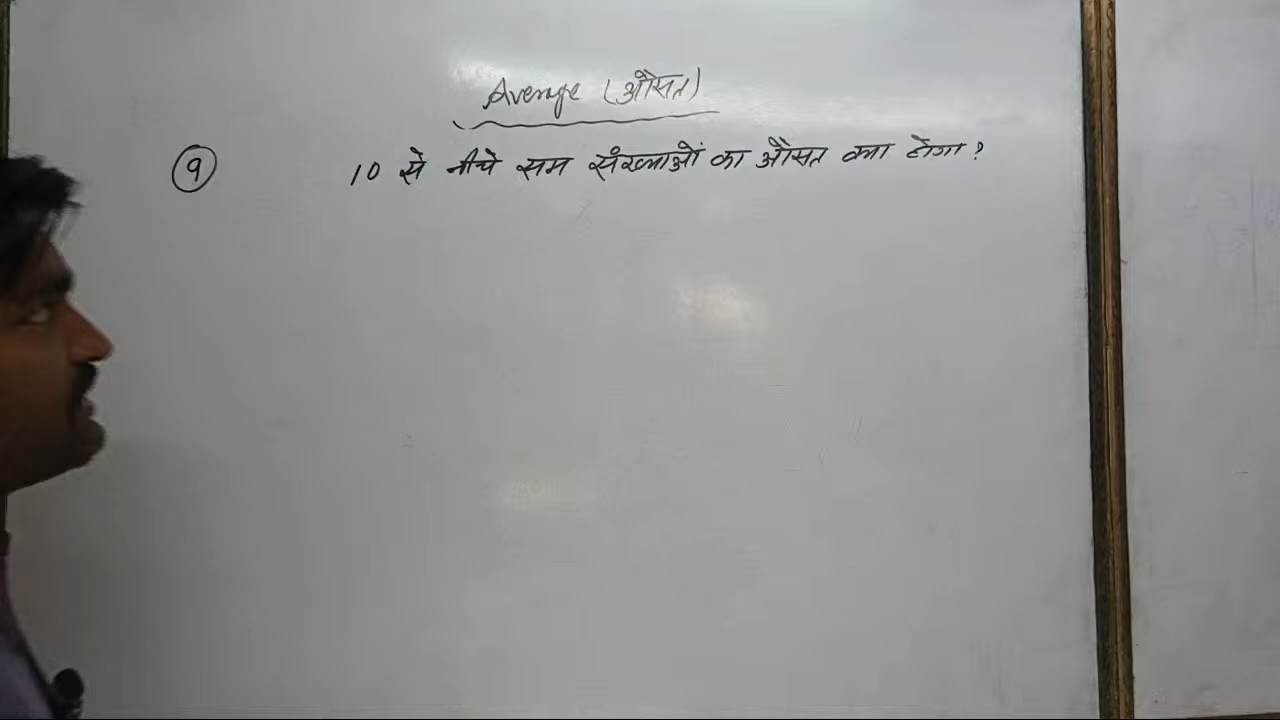 Average (औसत)
9 10 से नीचे सम संख्याओं का औसत क्या होगा?